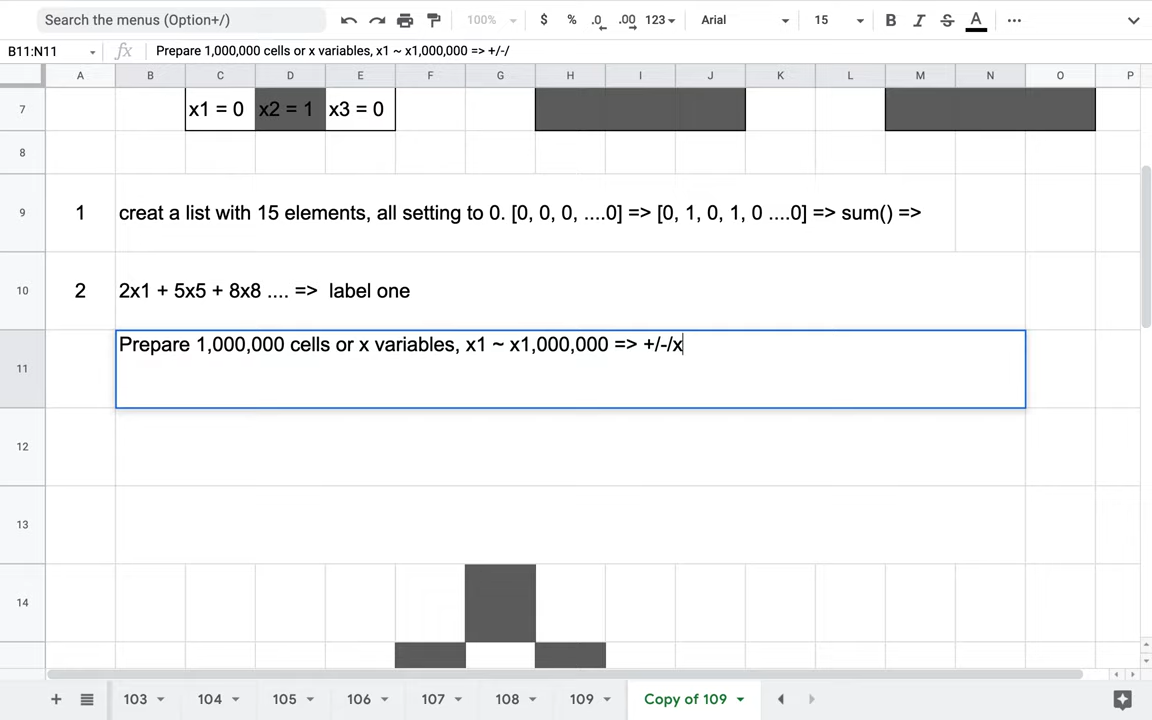 Search the menus (Option+/)
100%
$ % .0 .00 123
Arial
15
B I S A
B11:N11
fx
Prepare 1,000,000 cells or x variables, x1 ~ x1,000,000 => +/-/
A B C D E F G H I J K L M N O P
7
x1 = 0 x2 = 1 x3 = 0
8
9
1
creat a list with 15 elements, all setting to 0. [0, 0, 0, ....0] => [0, 1, 0, 1, 0 ....0] => sum() =>
10
2
2x1 + 5x5 + 8x8 .... => label one
11
Prepare 1,000,000 cells or x variables, x1 ~ x1,000,000 => +/-/x
12
13
14
103 104 105 106 107 108 109 Copy of 109